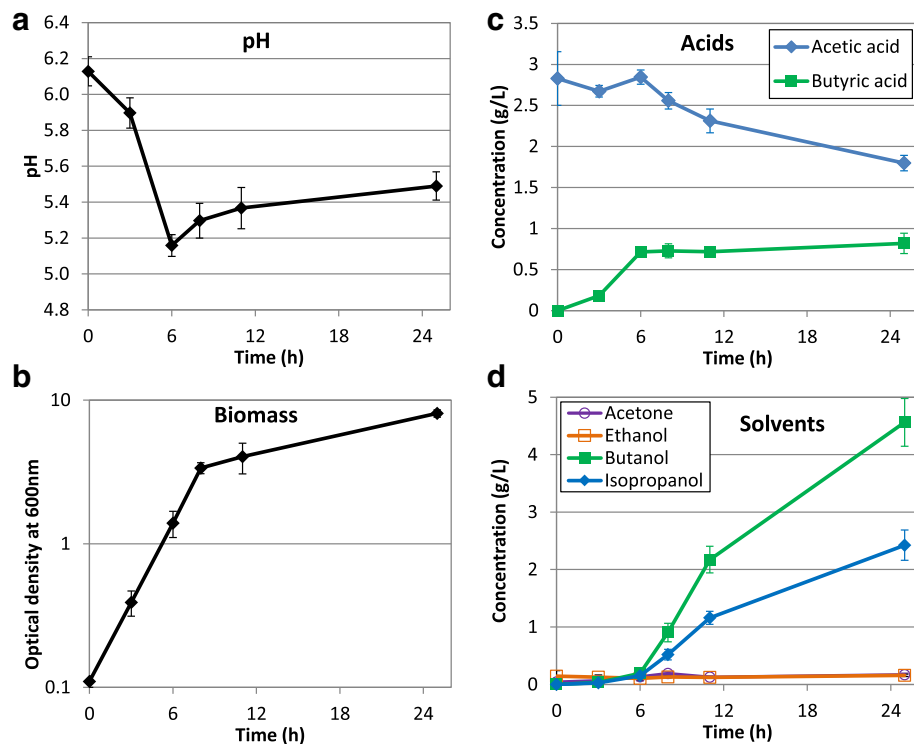 a
pH
6.4
6.2
6.0
5.8
5.6
5.4
5.2
5.0
4.8
pH
0 6 12 18 24
Time (h)
b
Biomass
10
1
0.1
Optical density at 600nm
0 6 12 18 24
Time (h)
c
Acids
Acetic acid
Butyric acid
3.5
3
2.5
2
1.5
1
0.5
0
Concentration (g/L)
0 6 12 18 24
Time (h)
d
Solvents
Acetone
Ethanol
Butanol
Isopropanol
5
4
3
2
1
0
Concentration (g/L)
0 6 12 18 24
Time (h)